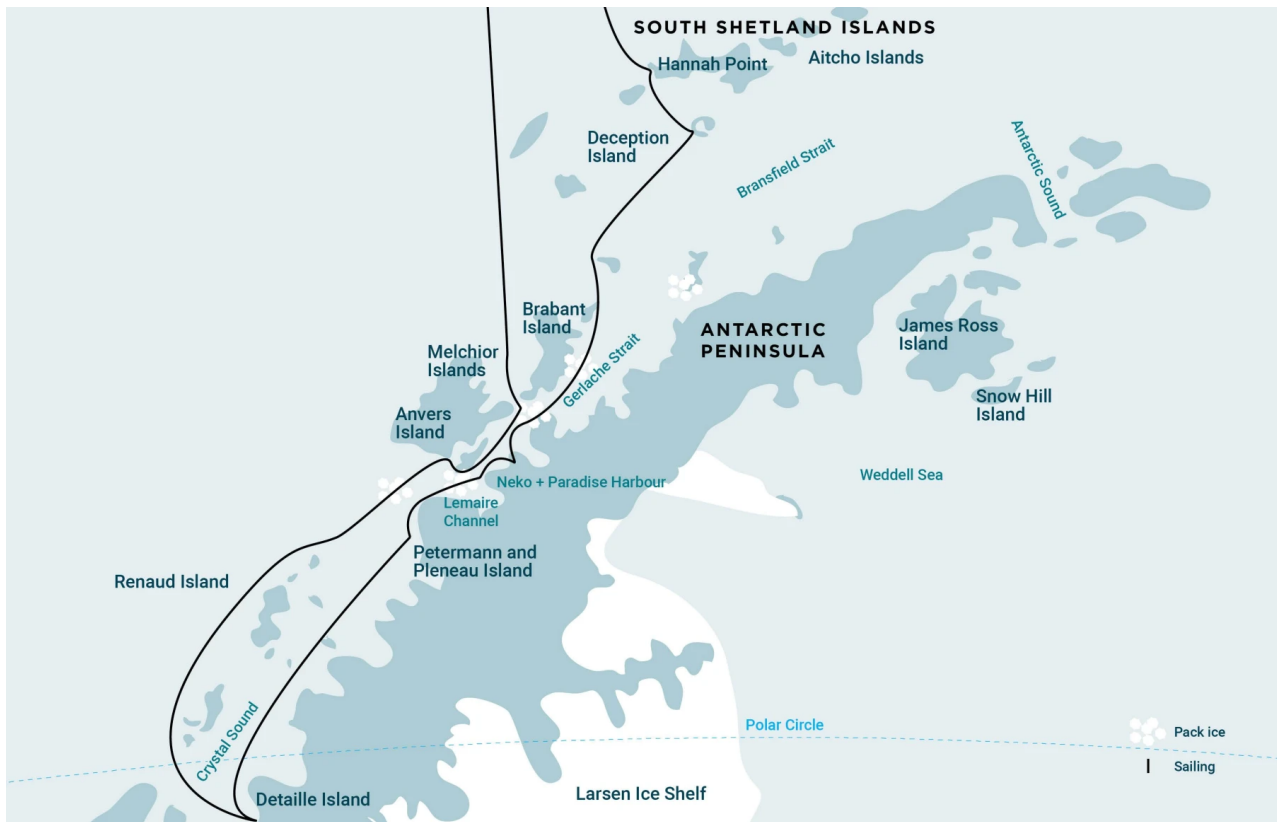 SOUTH SHETLAND ISLANDS
Hannah Point
Aitcho Islands
Deception
Island
Bransfield Strait
Antarctic Sound
Brabant
Island
ANTARCTIC
PENINSULA
James Ross
Island
Melchior
Islands
Gerlache Strait
Snow Hill
Island
Anvers
Island
Weddell Sea
Neko + Paradise Harbour
Lemaire
Channel
Petermann and
Pleneau Island
Renaud Island
Crystal Sound
Polar Circle
Pack ice
Sailing
Detaille Island
Larsen Ice Shelf